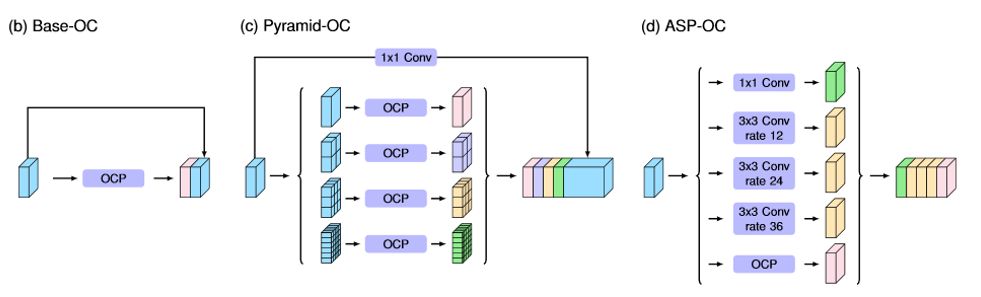 (b) Base-OC
(c) Pyramid-OC
(d) ASP-OC
OCP
1x1 Conv
OCP
OCP
OCP
OCP
1x1 Conv
3x3 Conv
rate 12
3x3 Conv
rate 24
3x3 Conv
rate 36
OCP